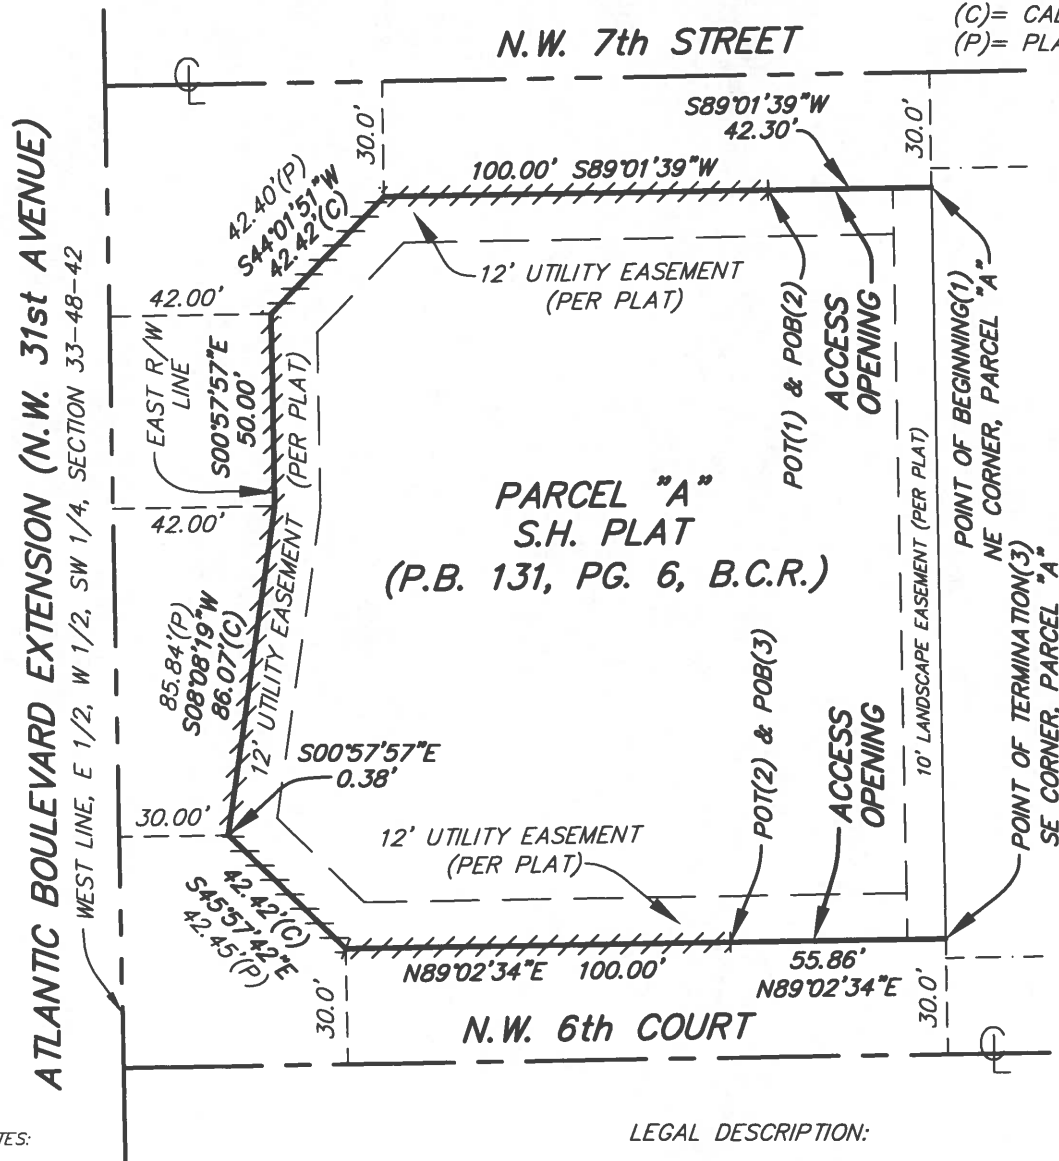 (C)= CAL
(P)= PLA
N.W. 7th STREET
CL
30.0'
S89°01'39"W
42.30'
30.0'
100.00' S89°01'39"W
42.40'(P)
S44°01'51"W
42.42'(C)
12' UTILITY EASEMENT
(PER PLAT)
42.00'
EAST R/W
LINE
S00°57'57"E
50.00'
42.00'
ATLANTIC BOULEVARD EXTENSION (N.W. 31st AVENUE)
WEST LINE, E 1/2, W 1/2, SW 1/4, SECTION 33-48-42
12' UTILITY EASEMENT (PER PLAT)
POT(1) & POB(2)
ACCESS
OPENING
POINT OF BEGINNING(1)
NE CORNER, PARCEL "A"
PARCEL "A"
S.H. PLAT
(P.B. 131, PG. 6, B.C.R.)
10' LANDSCAPE EASEMENT (PER PLAT)
85.84'(P)
S08°08'19"W
86.07'(C)
S00°57'57"E
0.38'
30.00'
POT(2) & POB(3)
ACCESS
OPENING
POINT OF TERMINATION(3)
SE CORNER, PARCEL "A"
12' UTILITY EASEMENT
(PER PLAT)
42.42'(C)
S45°57'42"E
42.45'(P)
N89°02'34"E 100.00'
55.86'
N89°02'34"E
30.0'
30.0'
N.W. 6th COURT
CL
TES:
LEGAL DESCRIPTION: